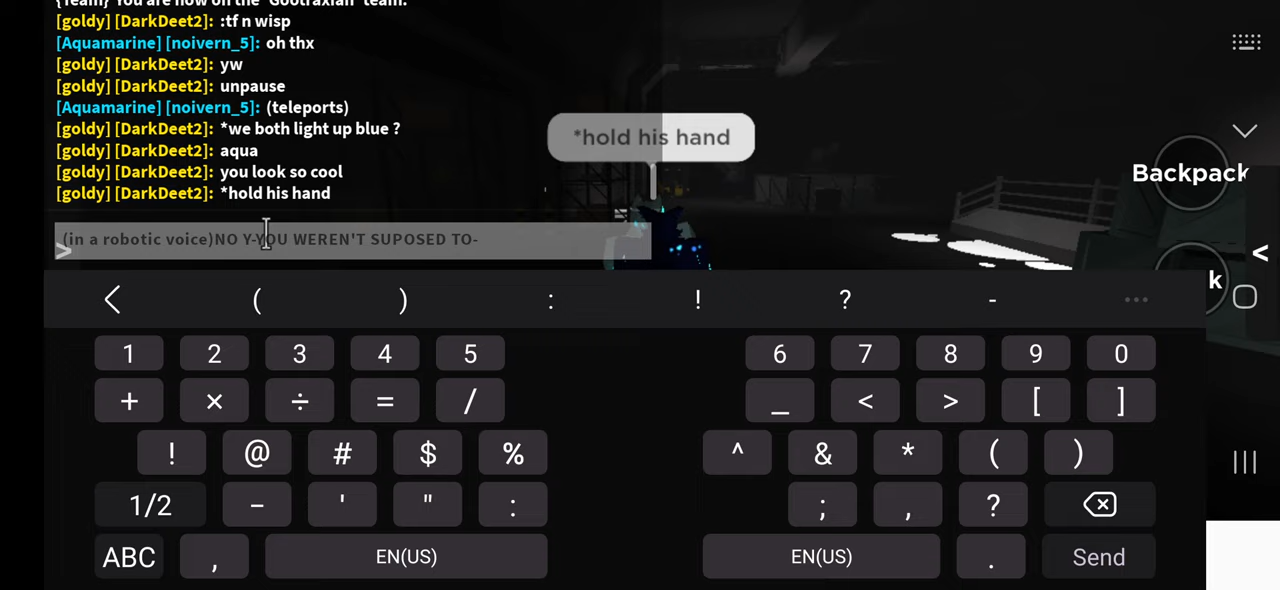 [goldy] [DarkDeet2]: :tf n wisp
[Aquamarine] [noivern_5]: oh thx
[goldy] [DarkDeet2]: yw
[goldy] [DarkDeet2]: unpause
[Aquamarine] [noivern_5]: (teleports)
[goldy] [DarkDeet2]: *we both light up blue ?
[goldy] [DarkDeet2]: aqua
[goldy] [DarkDeet2]: you look so cool
[goldy] [DarkDeet2]: *hold his hand
*hold his hand
Backpack
(in a robotic voice)NO Y-YOU WEREN'T SUPOSED TO-
>
<
k
( ) : ! ? - ...
1 2 3 4 5 6 7 8 9 0
+ × ÷ = / _ < > [ ]
! @ # $ % ^ & * ( )
1/2 - ' " : ; , ?
ABC , EN(US) EN(US) . Send